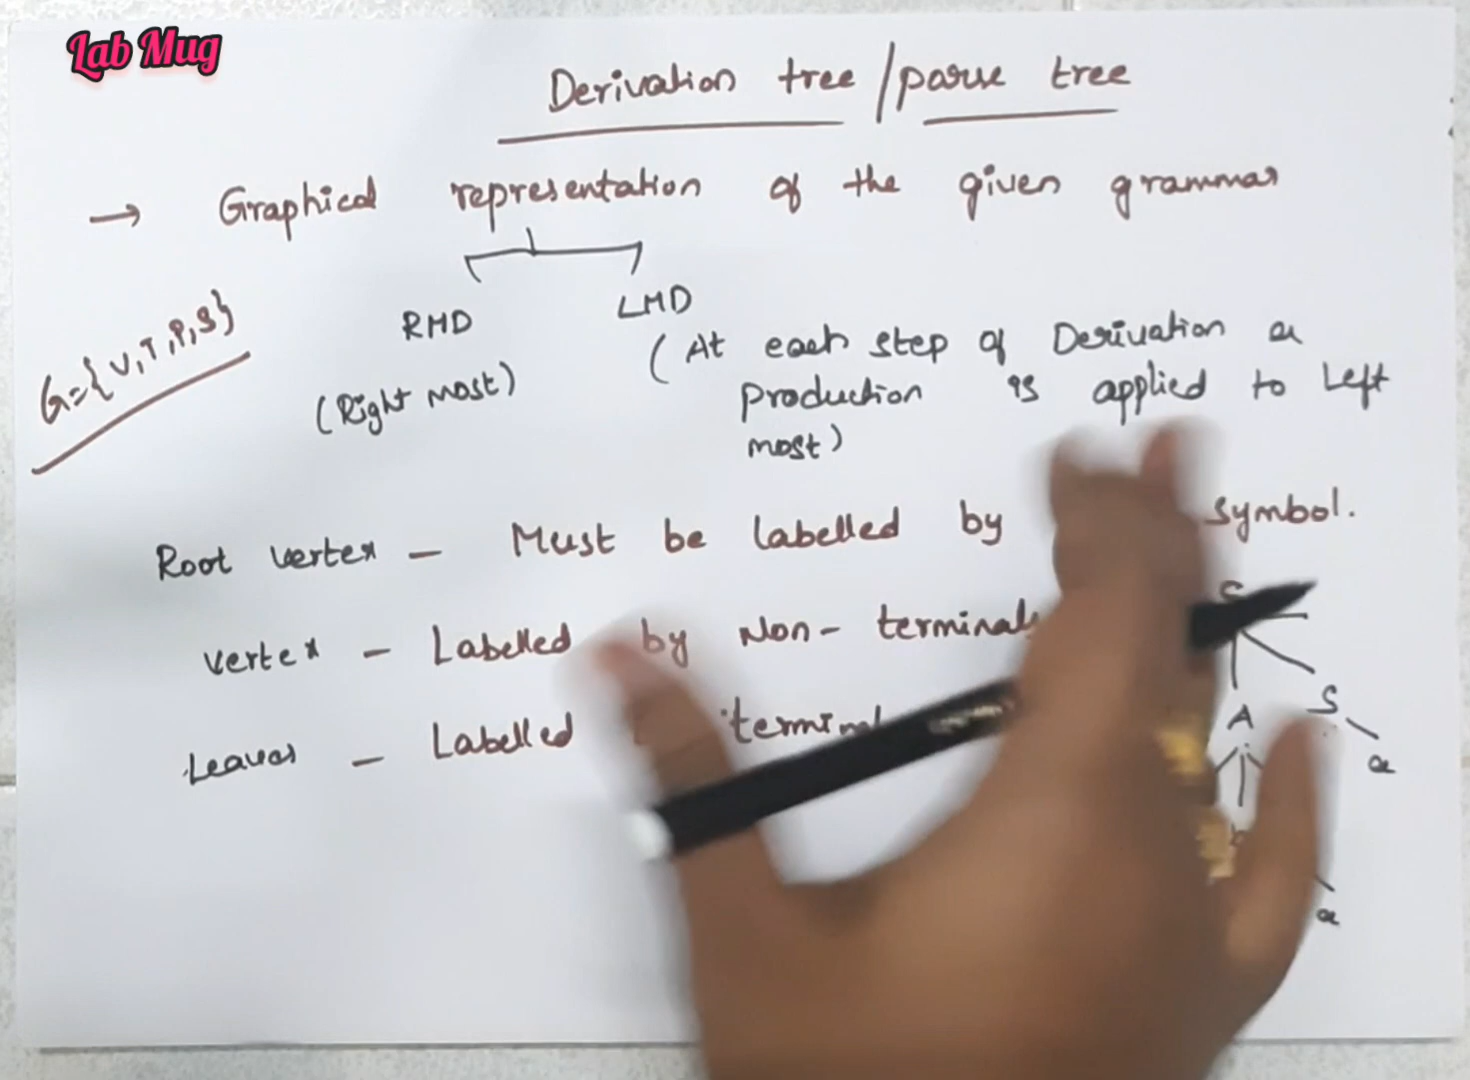 Lab Mug
Derivation tree / parse tree
→ Graphical representation of the given grammar
G={V,T,P,S}
RMD
LMD
(Right most)
(At each step of Derivation a
production is applied to Left
most)
Root vertex - Must be labelled by symbol.
vertex - Labelled by Non-terminals
Leaves - Labelled
A
S
a
a